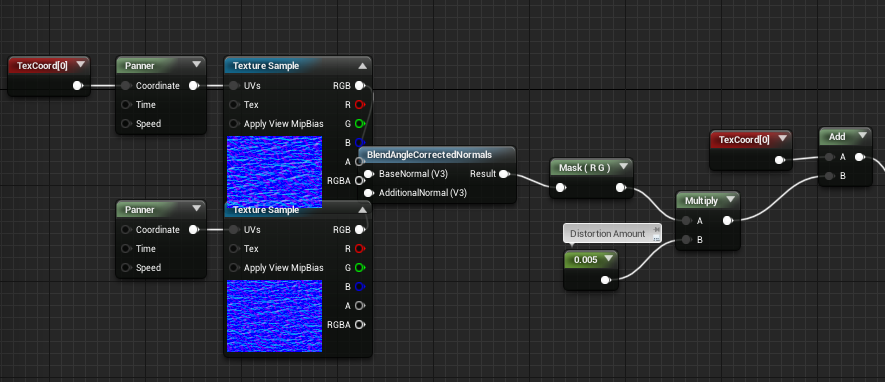 TexCoord[0]
Panner
Coordinate
Time
Speed
Texture Sample
UVs
RGB
Tex
R
Apply View MipBias
G
B
A
RGBA
BlendAngleCorrectedNormals
BaseNormal (V3)
Result
AdditionalNormal (V3)
Panner
Coordinate
Time
Speed
Texture Sample
UVs
RGB
Tex
R
Apply View MipBias
G
B
A
RGBA
Mask ( R G )
Distortion Amount
0.005
Multiply
A
B
TexCoord[0]
Add
A
B